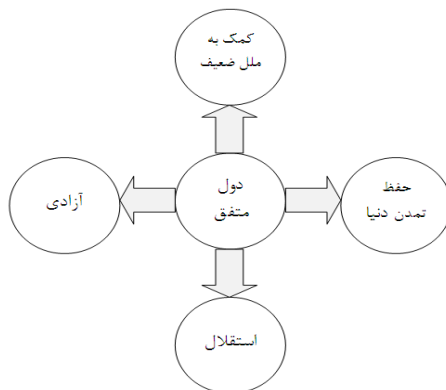 کمک به
ملل ضعیف
حفظ
تمدن دنیا
دول
متفق
آزادی
استقلال